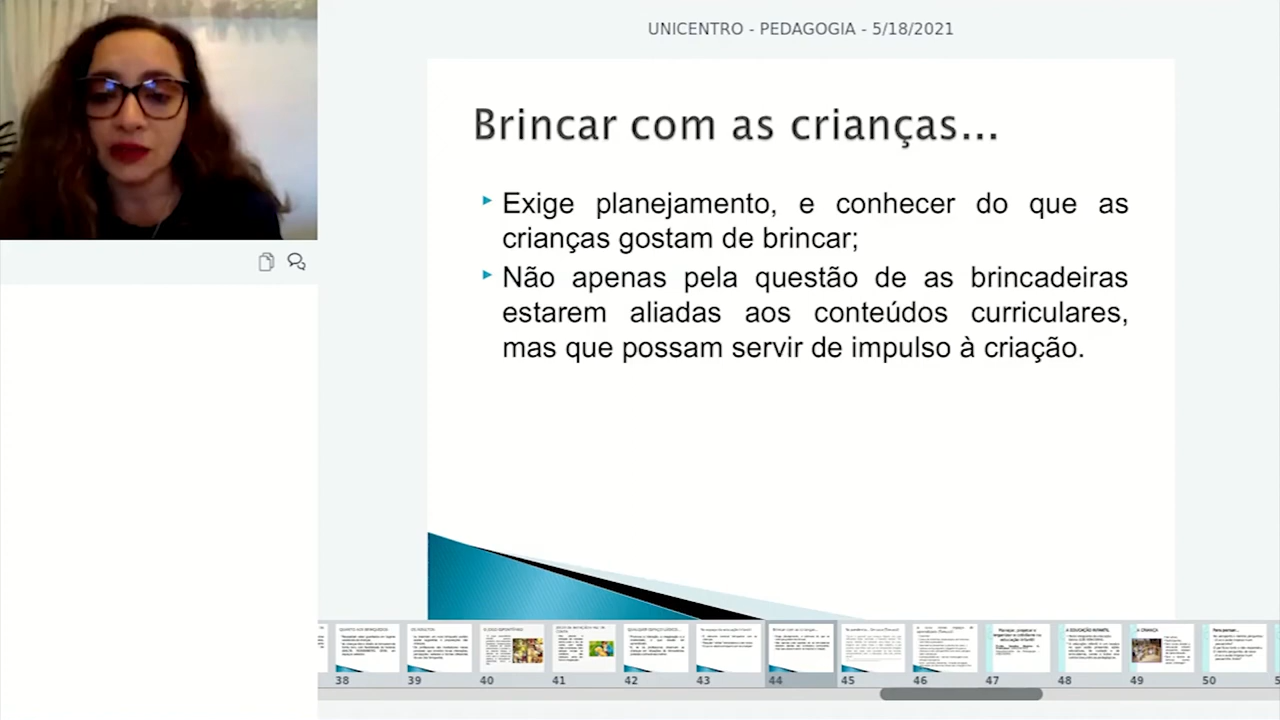 UNICENTRO - PEDAGOGIA - 5/18/2021
Brincar com as crianças...
Exige planejamento, e conhecer do que as
crianças gostam de brincar;
Não apenas pela questão de as brincadeiras
estarem aliadas aos conteúdos curriculares,
mas que possam servir de impulso à criação.
38 39 40 41 42 43 44 45 46 47 48 49 50